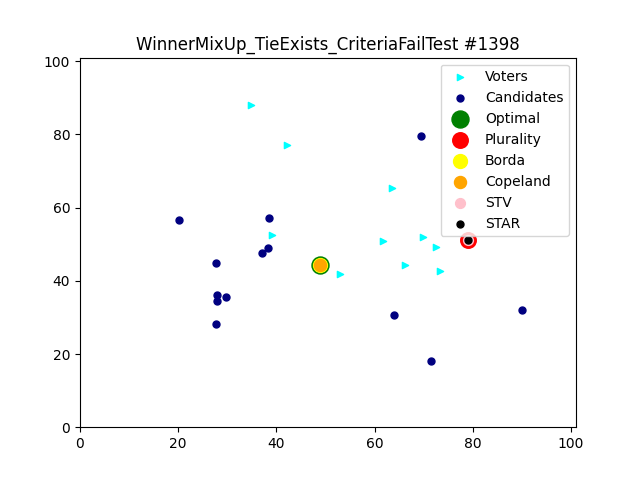 WinnerMixUp_TieExists_CriteriaFailTest #1398
100
80
60
40
20
0
0 20 40 60 80 100
Voters
Candidates
Optimal
Plurality
Borda
Copeland
STV
STAR